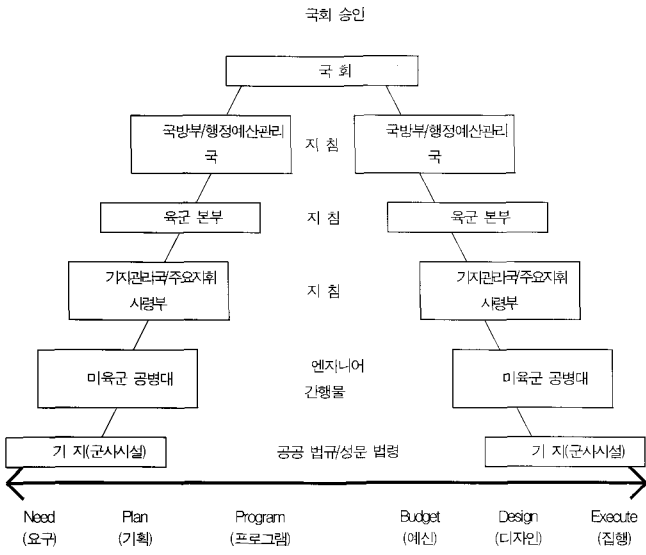 국회 승인
국 회
국방부/행정예산관리
국
지 침
국방부/행정예산관리
국
육군 본부
지 침
육군 본부
기지관리국/주요지휘
사령부
지 침
기지관리국/주요지휘
사령부
미육군 공병대
엔지니어
간행물
미육군 공병대
기 지(군사시설)
공공 법규/성문 법령
기 지(군사시설)
Need Plan Program Budget Design Execute
(요구) (기획) (프로그램) (예산) (디자인) (집행)